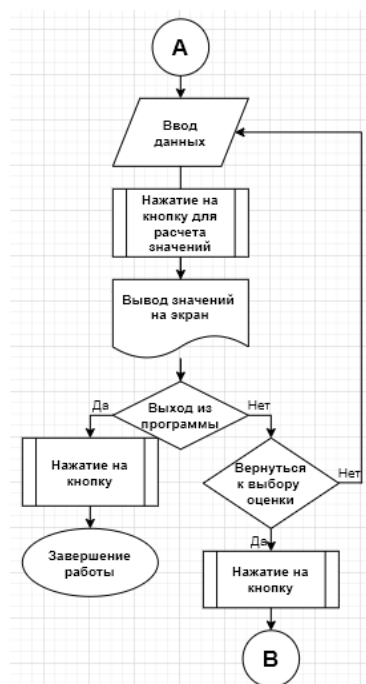 A
Ввод
данных
Нажатие на
кнопку для
расчета
значений
Вывод значений
на экран
Да
Выход из
программы
Нет
Нажатие на
кнопку
Вернуться
к выбору
оценки
Нет
Завершение
работы
Да
Нажатие на
кнопку
B